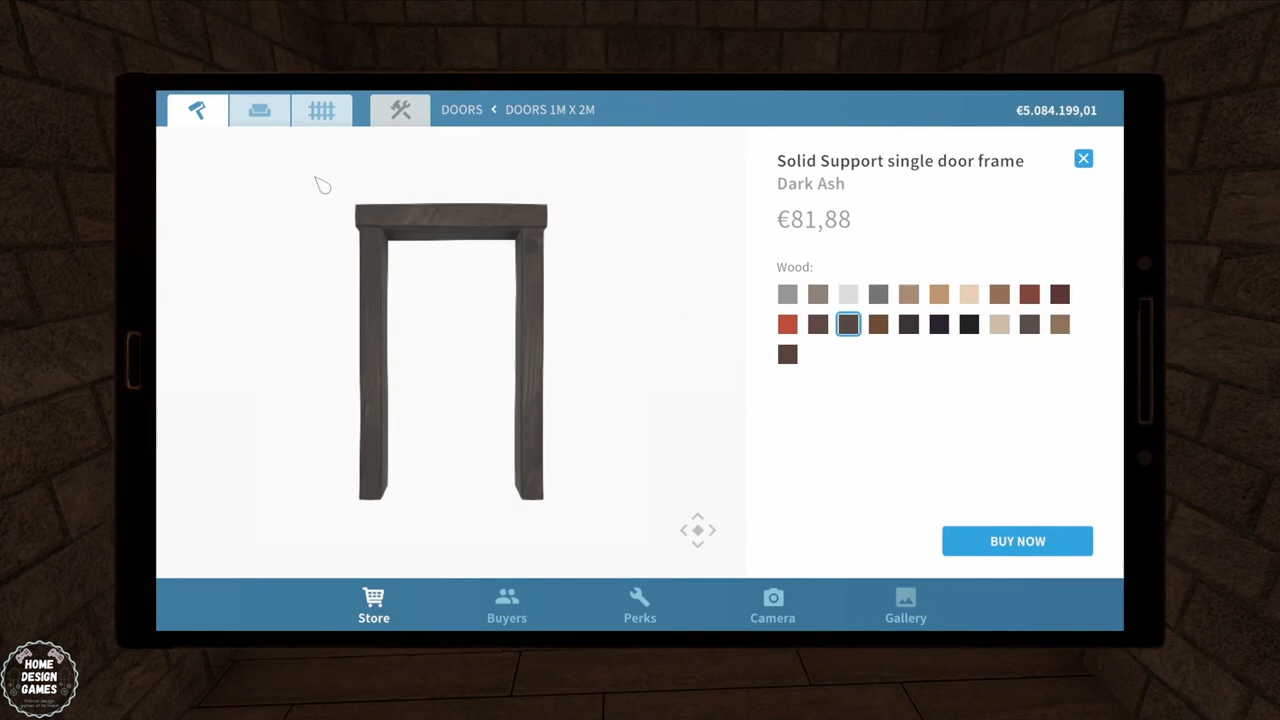 DOORS < DOORS 1M X 2M
€5.084.199,01
Solid Support single door frame
Dark Ash
€81,88
Wood:
BUY NOW
Store
Buyers
Perks
Camera
Gallery
HOME
DESIGN
GAMES